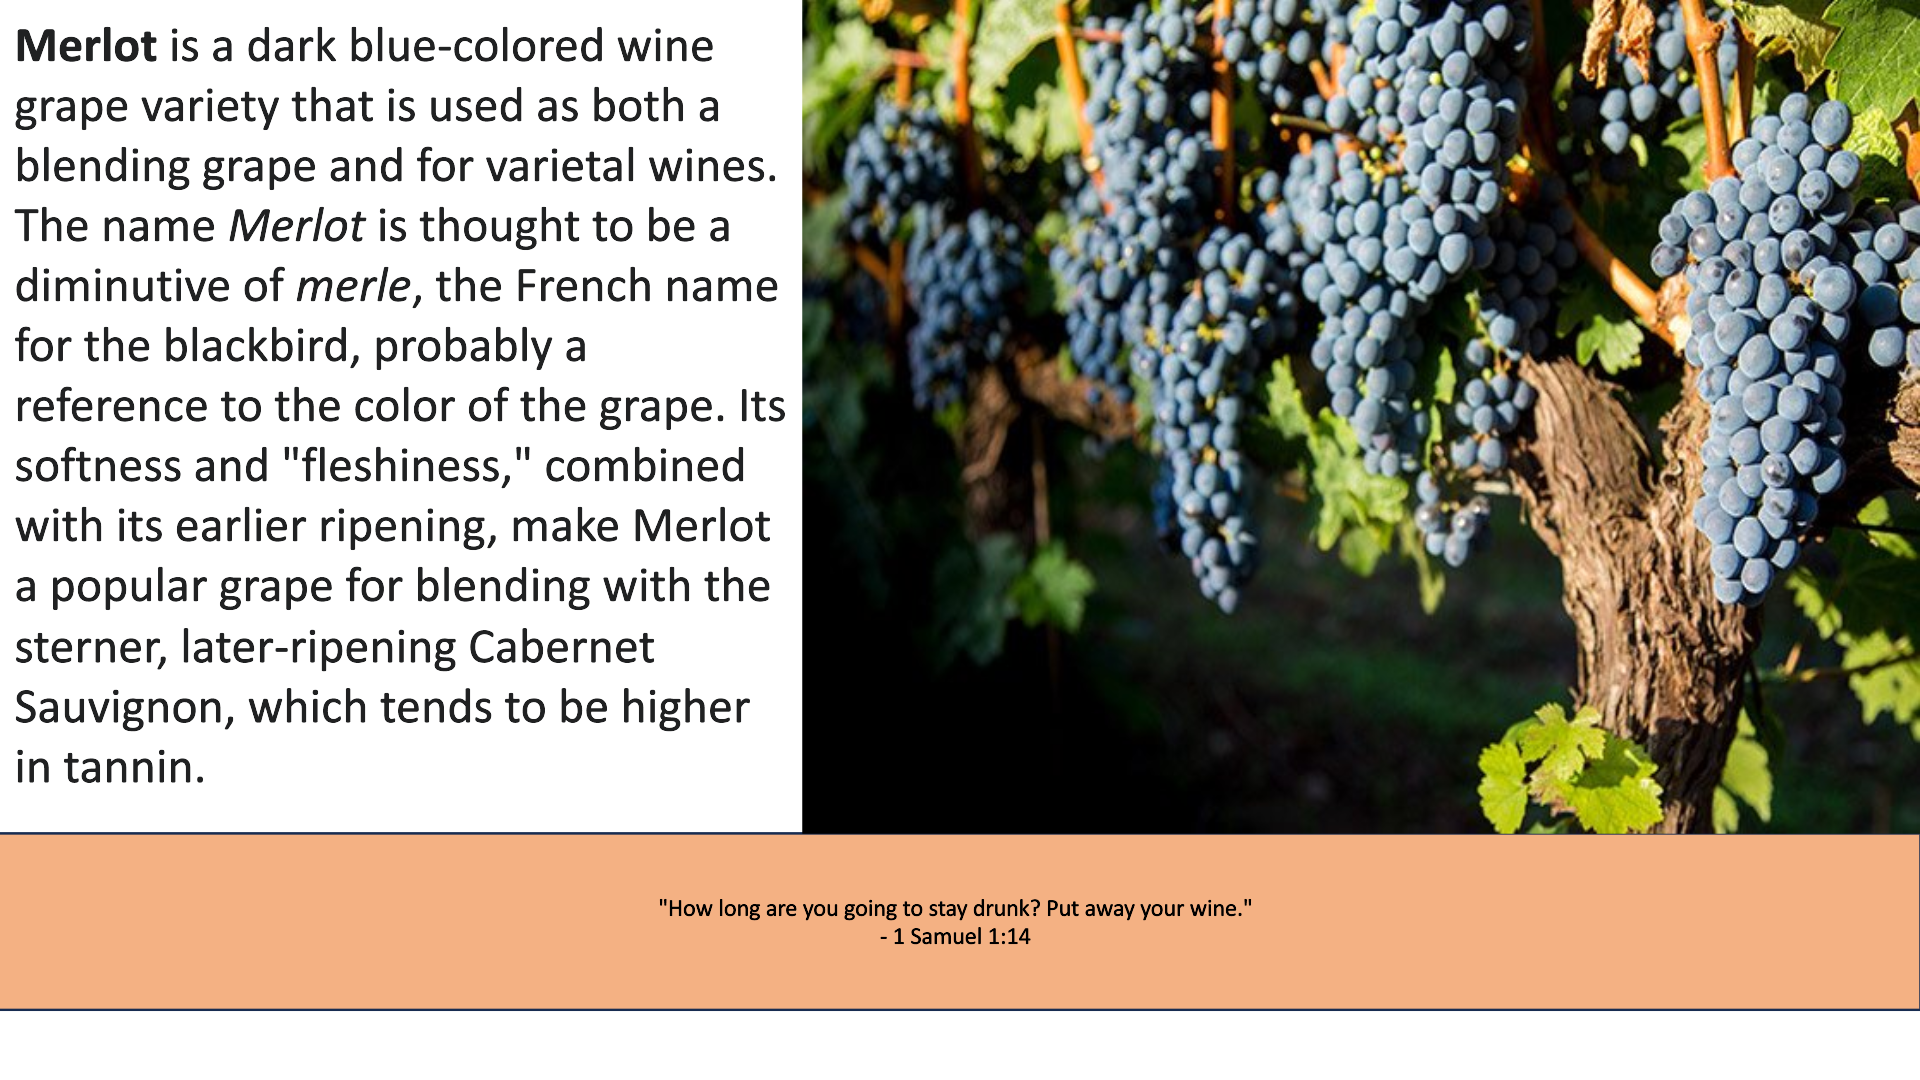 Merlot is a dark blue-colored wine
grape variety that is used as both a
blending grape and for varietal wines.
The name Merlot is thought to be a
diminutive of merle, the French name
for the blackbird, probably a
reference to the color of the grape. Its
softness and "fleshiness," combined
with its earlier ripening, make Merlot
a popular grape for blending with the
sterner, later-ripening Cabernet
Sauvignon, which tends to be higher
in tannin.
"How long are you going to stay drunk? Put away your wine."
- 1 Samuel 1:14